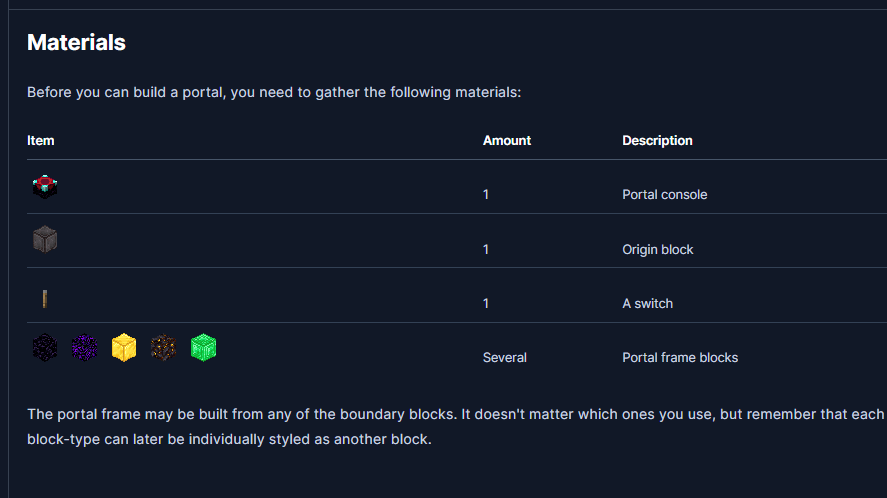 Materials
Before you can build a portal, you need to gather the following materials:
Item Amount Description
1 Portal console
1 Origin block
1 A switch
Several Portal frame blocks
The portal frame may be built from any of the boundary blocks. It doesn't matter which ones you use, but remember that each
block-type can later be individually styled as another block.